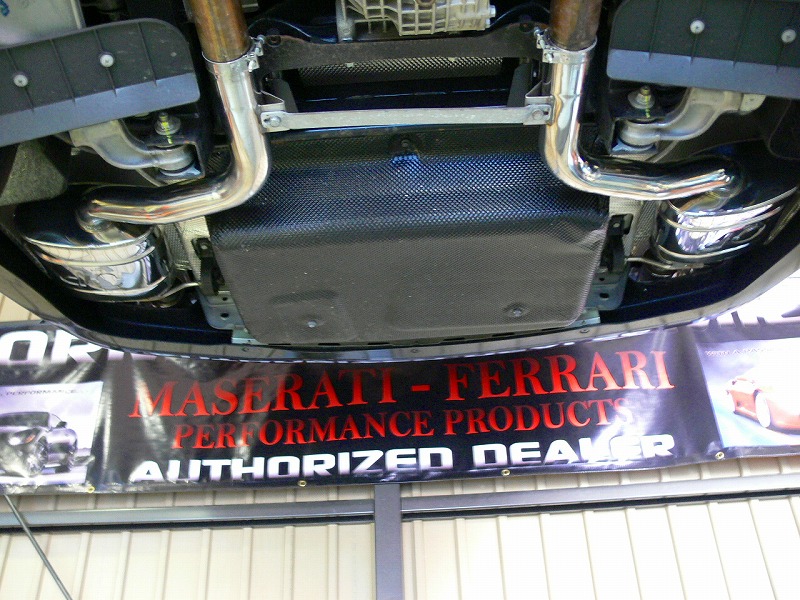 MASERATI - FERRARI
PERFORMANCE PRODUCTS
AUTHORIZED DEALER